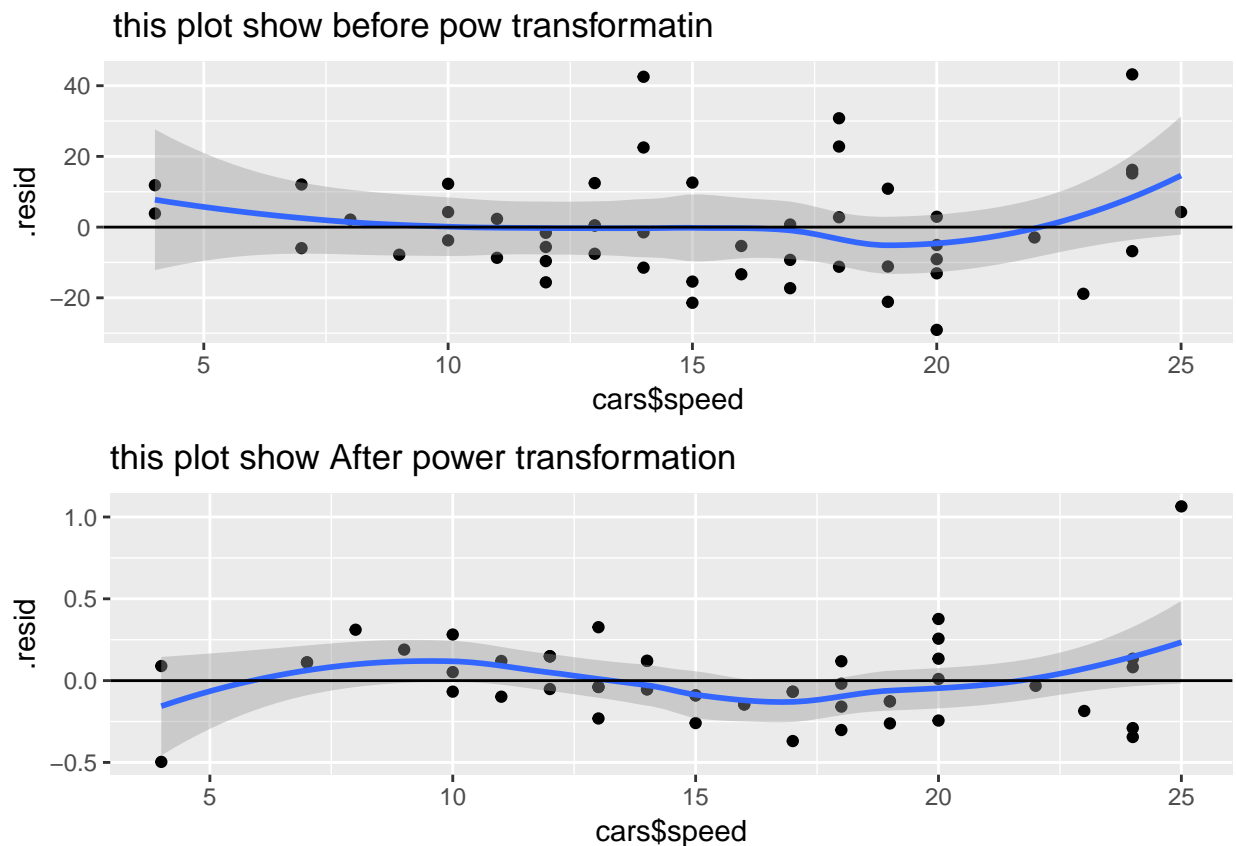 this plot show before pow transformatin
40
20
0
−20
.resid
5 10 15 20 25
cars$speed
this plot show After power transformation
1.0
0.5
0.0
−0.5
.resid
5 10 15 20 25
cars$speed